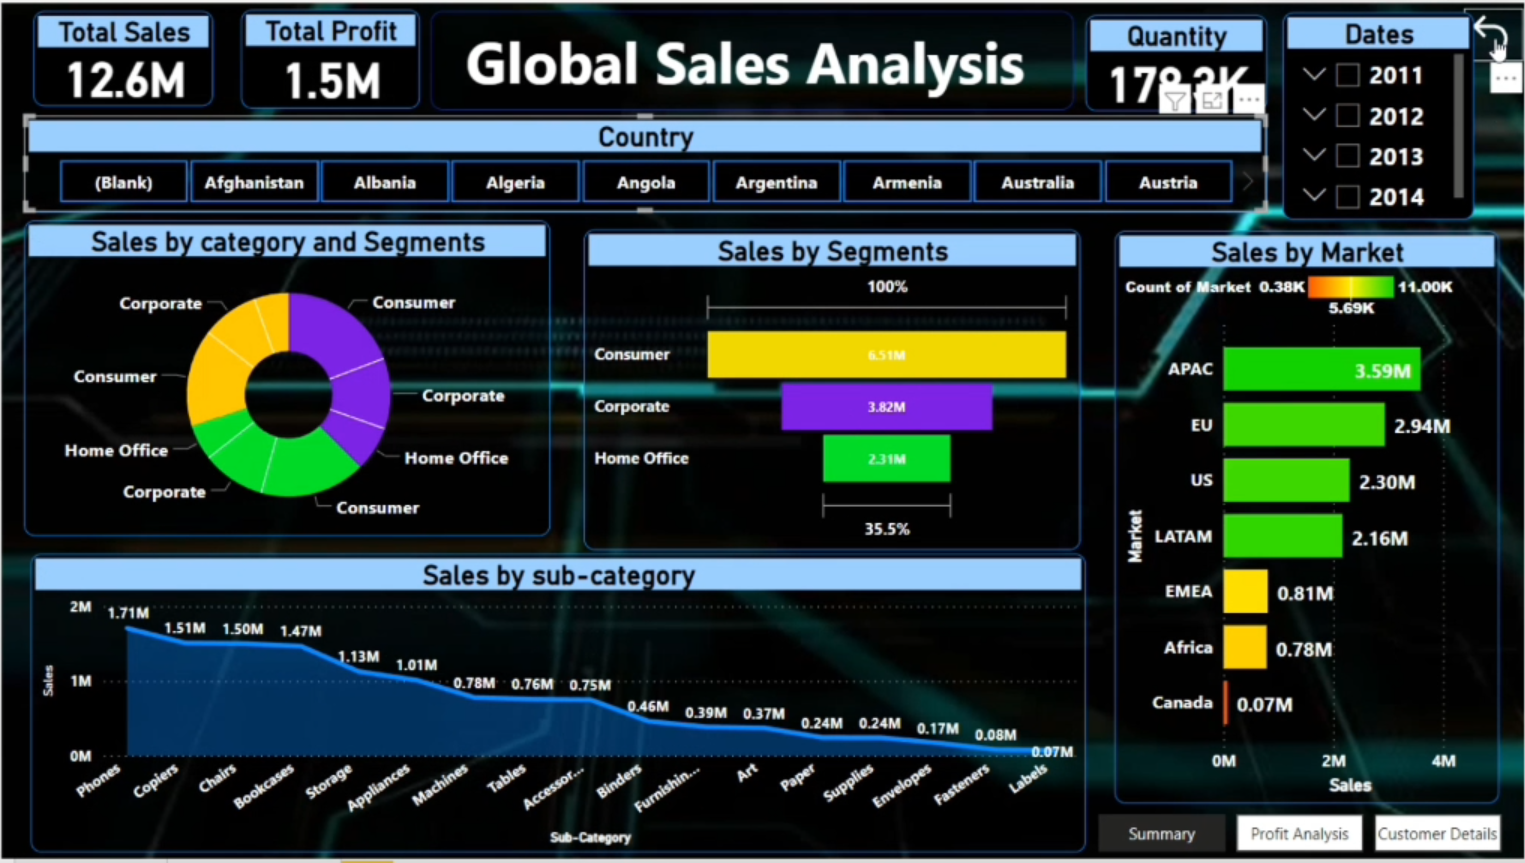 Total Sales
12.6M
Total Profit
1.5M
Global Sales Analysis
Quantity
178.3K
Dates
2011
2012
2013
2014
Country
(Blank)
Afghanistan
Albania
Algeria
Angola
Argentina
Armenia
Australia
Austria
Sales by category and Segments
Corporate
Consumer
Consumer
Corporate
Home Office
Home Office
Corporate
Consumer
Sales by Segments
100%
Consumer
6.51M
Corporate
3.82M
Home Office
2.31M
35.5%
Sales by Market
Count of Market 0.38K 11.00K
5.69K
Market
APAC 3.59M
EU 2.94M
US 2.30M
LATAM 2.16M
EMEA 0.81M
Africa 0.78M
Canada 0.07M
0M 2M 4M
Sales
Sales by sub-category
Sales
2M
1M
0M
1.71M
1.51M
1.50M
1.47M
1.13M
1.01M
0.78M
0.76M
0.75M
0.46M
0.39M
0.37M
0.24M
0.24M
0.17M
0.08M
0.07M
Phones
Copiers
Chairs
Bookcases
Storage
Appliances
Machines
Tables
Accessor...
Binders
Furnishin...
Art
Paper
Supplies
Envelopes
Fasteners
Labels
Sub-Category
Summary
Profit Analysis
Customer Details